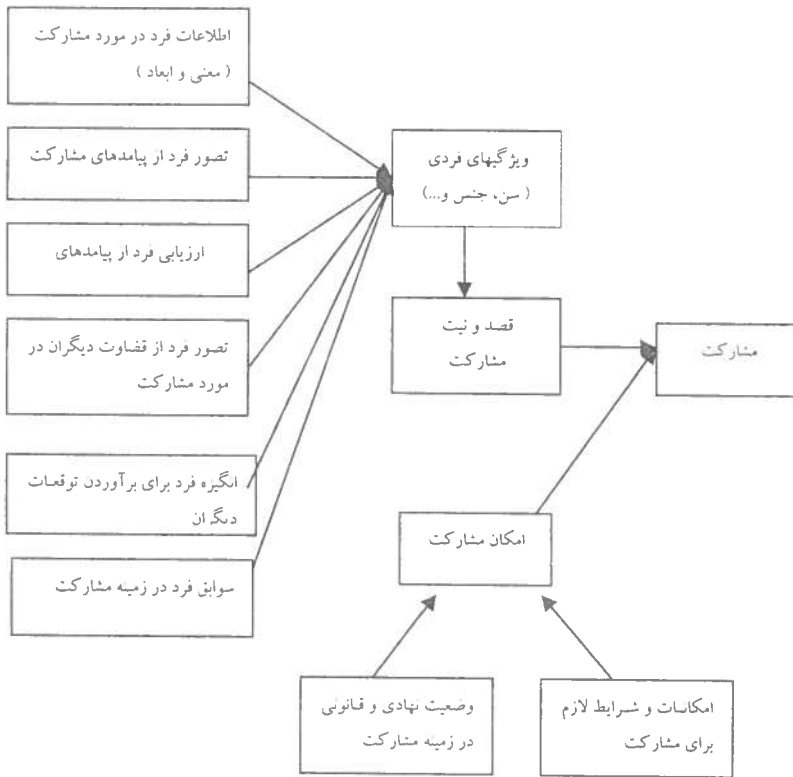 اطلاعات فرد در مورد مشارکت
( معنی و ابعاد )
تصور فرد از پیامدهای مشارکت
ارزیابی فرد از پیامدهای
تصور فرد از قضاوت دیگران در
مورد مشارکت
انگیزه فرد برای برآوردن توقعات
دیگران
سوابق فرد در زمینه مشارکت
ویژگیهای فردی
( سن، جنس و...)
قصد و نیت
مشارکت
مشارکت
امکان مشارکت
وضعیت نهادی و قانونی
در زمینه مشارکت
امکانات و شرایط لازم
برای مشارکت